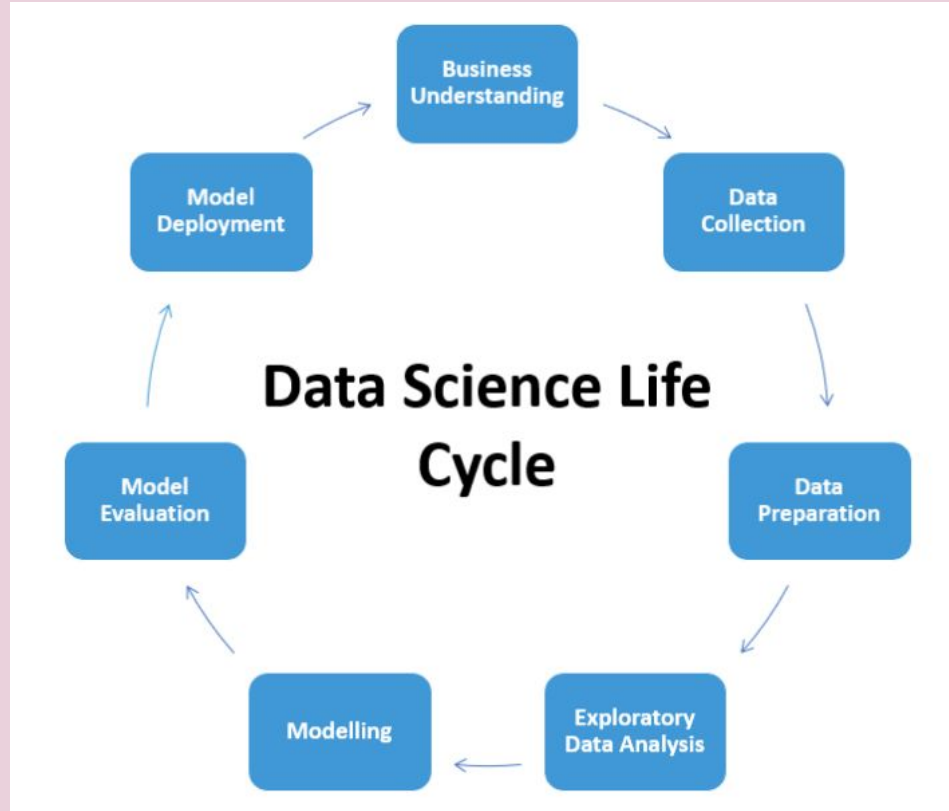 Business
Understanding
Data
Collection
Data
Preparation
Exploratory
Data Analysis
Modelling
Model
Evaluation
Model
Deployment
Data Science Life
Cycle